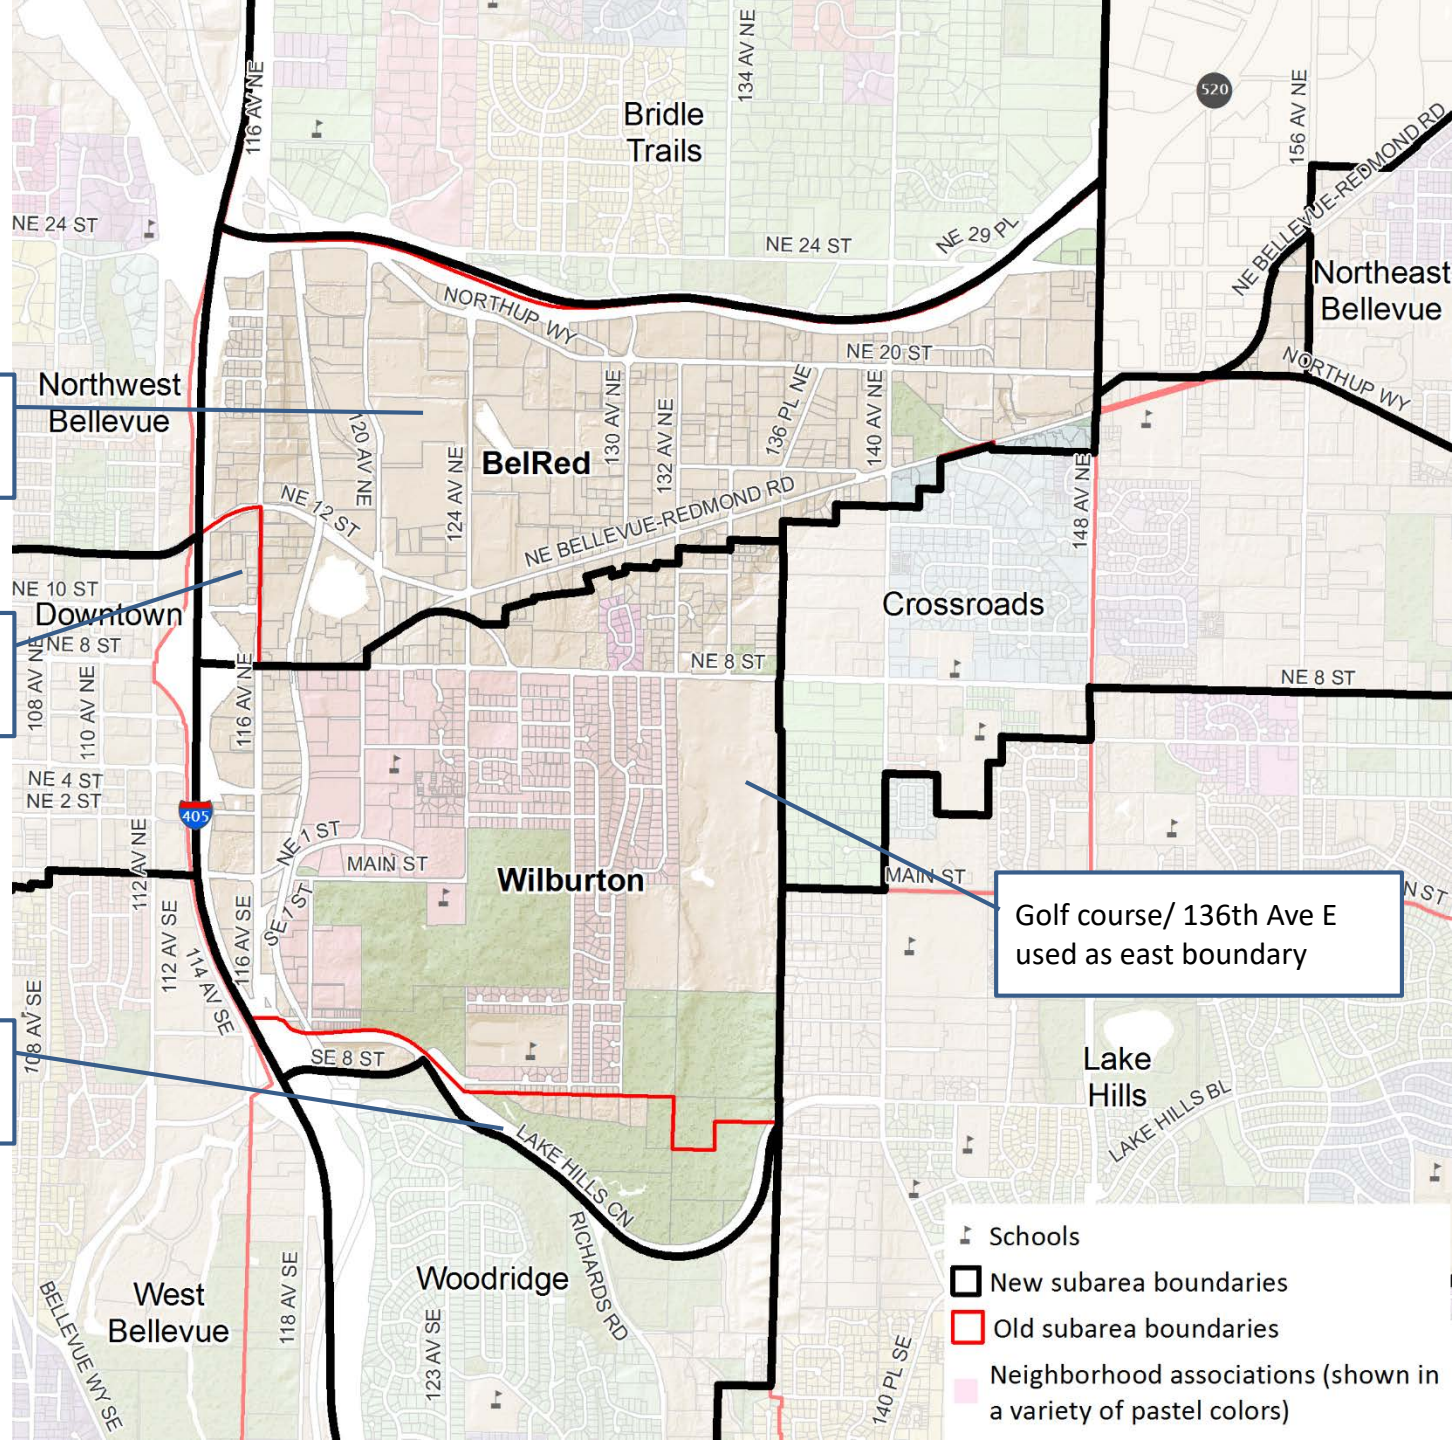 116 AV NE
134 AV NE
Bridle
Trails
520
156 AV NE
NE BELLEVUE-REDMOND RD
NE 24 ST
NE 24 ST
NE 29 PL
Northeast
Bellevue
NORTHUP WY
NE 20 ST
NORTHUP WY
Northwest
Bellevue
120 AV NE
124 AV NE
BelRed
130 AV NE
132 AV NE
136 PL NE
140 AV NE
148 AV NE
NE 12 ST
NE BELLEVUE-REDMOND RD
NE 10 ST
Downtown
NE 8 ST
108 AV NE
110 AV NE
116 AV NE
Crossroads
NE 8 ST
NE 8 ST
NE 4 ST
NE 2 ST
405
112 AV NE
NE 1 ST
MAIN ST
Wilburton
MAIN ST
N ST
Golf course/ 136th Ave E
used as east boundary
SE 7 ST
112 AV SE
114 AV SE
116 AV SE
108 AV SE
SE 8 ST
Lake
Hills
LAKE HILLS BL
LAKE HILLS CN
RICHARDS RD
Woodridge
West
Bellevue
118 AV SE
123 AV SE
BELLEVUE WY SE
140 PL SE
Schools
New subarea boundaries
Old subarea boundaries
Neighborhood associations (shown in
a variety of pastel colors)